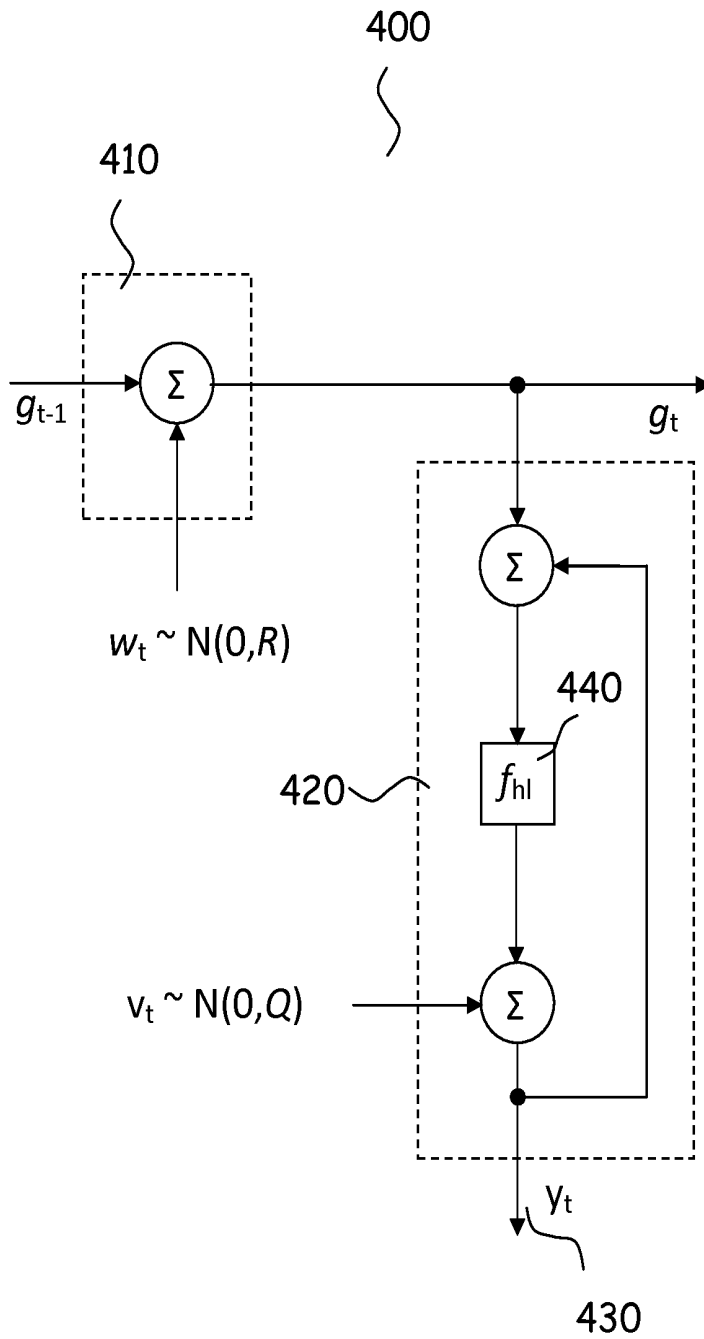 400
410
Σ
g_t-1
g_t
w_t ~ N(0,R)
Σ
440
f_hl
420
v_t ~ N(0,Q)
Σ
y_t
430